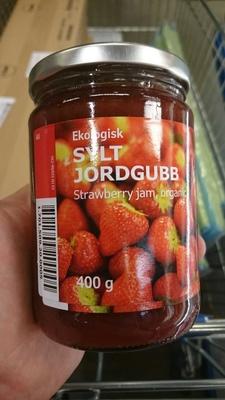 Ekologisk
SYLT
JORDGUBB
Strawberry jam, organic
400 g